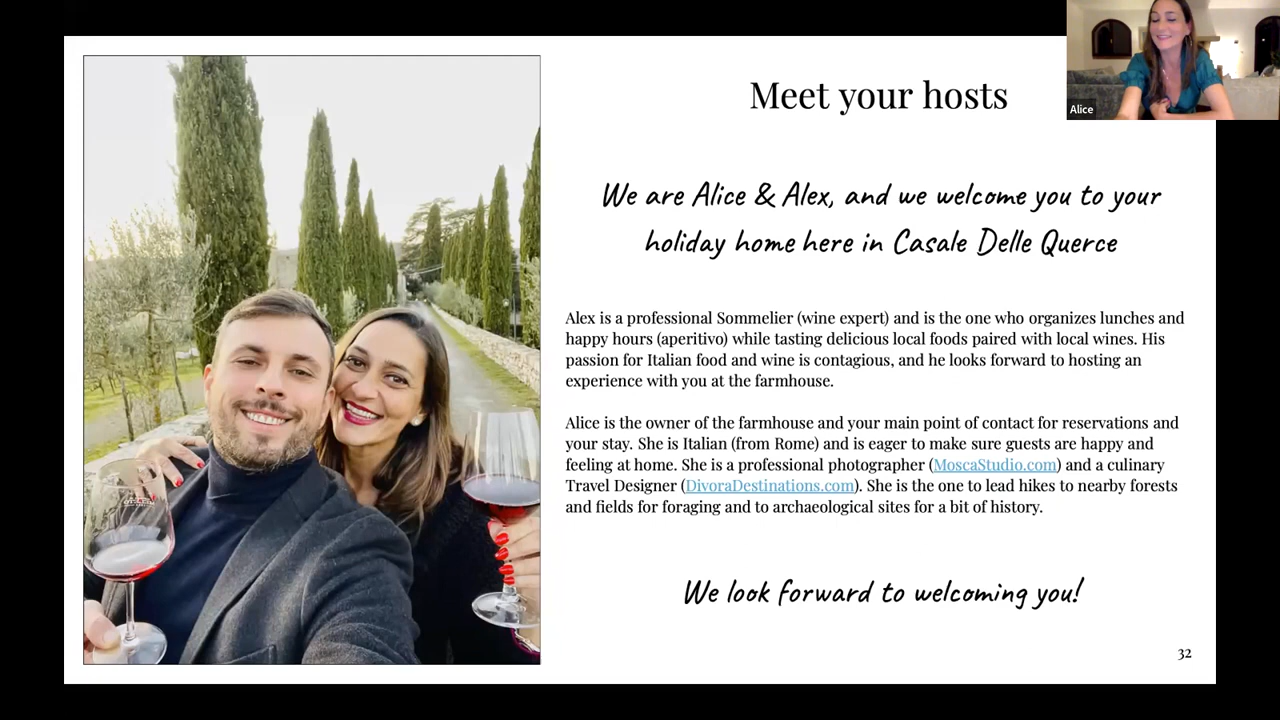 Meet your hosts
Alice
We are Alice & Alex, and we welcome you to your
holiday home here in Casale Delle Querce
Alex is a professional Sommelier (wine expert) and is the one who organizes lunches and
happy hours (aperitivo) while tasting delicious local foods paired with local wines. His
passion for Italian food and wine is contagious, and he looks forward to hosting an
experience with you at the farmhouse.
Alice is the owner of the farmhouse and your main point of contact for reservations and
your stay. She is Italian (from Rome) and is eager to make sure guests are happy and
feeling at home. She is a professional photographer (MoscaStudio.com) and a culinary
Travel Designer (DivoraDestinations.com). She is the one to lead hikes to nearby forests
and fields for foraging and to archaeological sites for a bit of history.
We look forward to welcoming you!
32